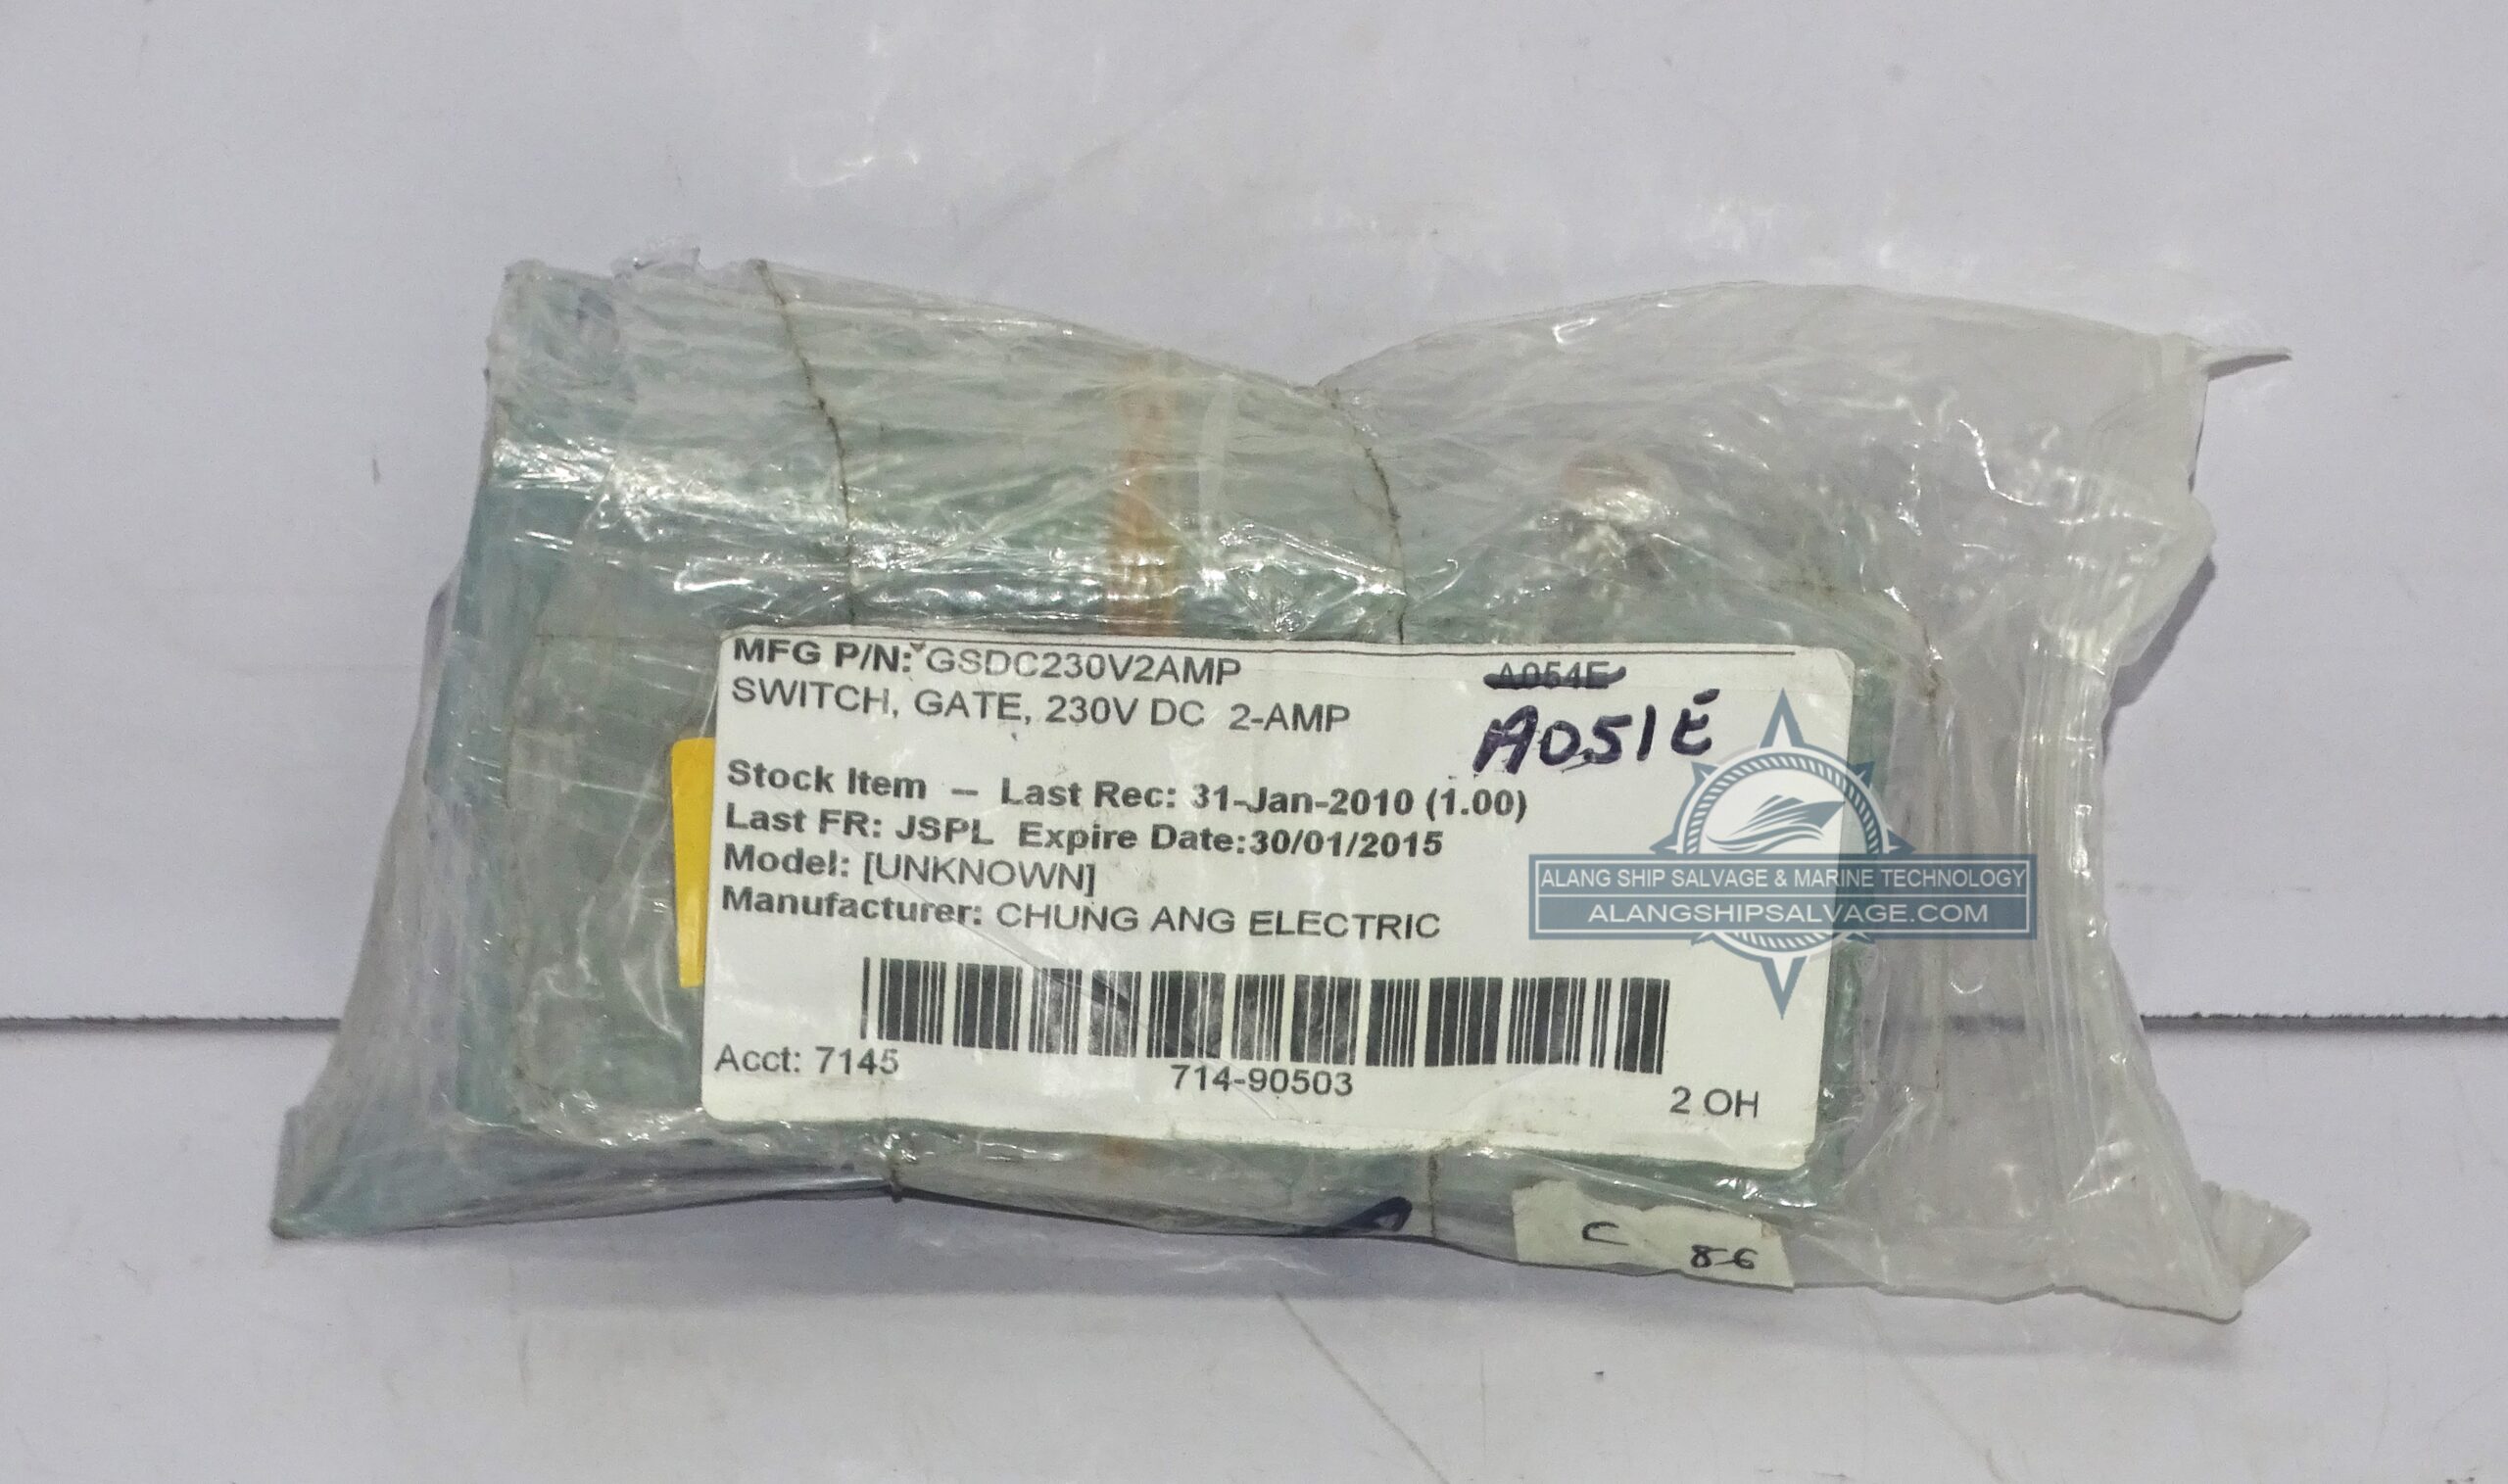 MFG P/N: GSDC230V2AMP
A054E
SWITCH, GATE, 230V DC 2-AMP
A051E
Stock Item – Last Rec: 31-Jan-2010 (1.00)
Last FR: JSPL Expire Date:30/01/2015
Model: [UNKNOWN]
Manufacturer: CHUNG ANG ELECTRIC
ALANG SHIP SALVAGE & MARINE TECHNOLOGY
ALANGSHIPSALVAGE.COM
Acct: 7145
714-90503
2 OH
C 86